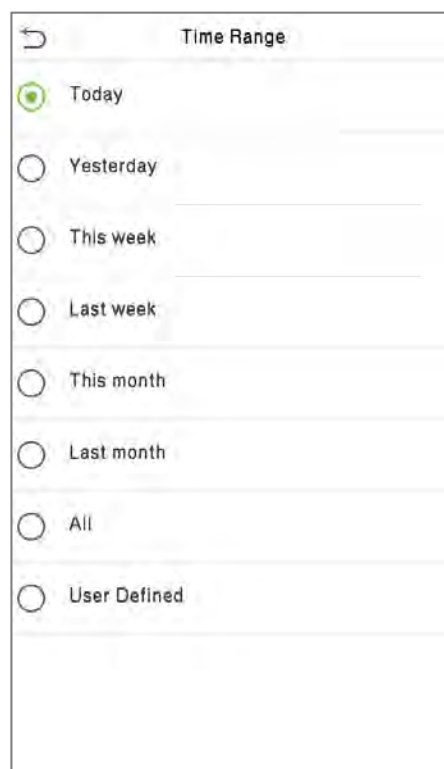 Time Range
Today
Yesterday
This week
Last week
This month
Last month
All
User Defined